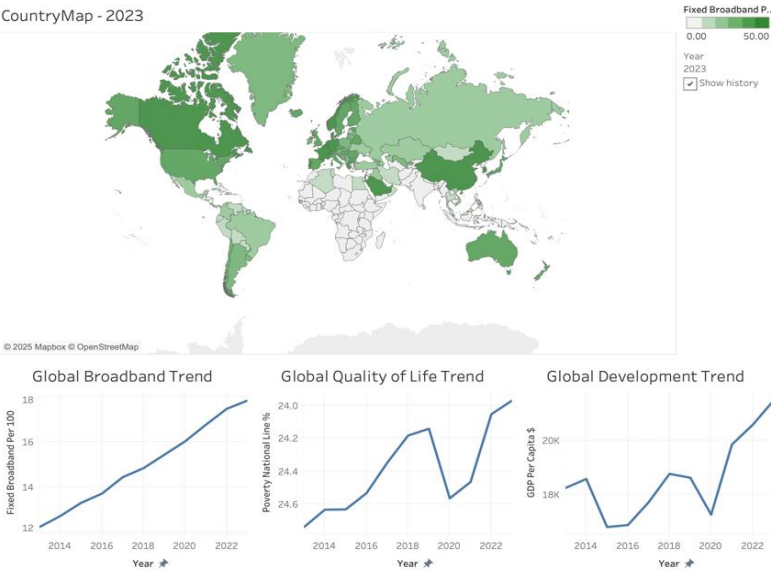 CountryMap - 2023
Fixed Broadband P..
0.00 50.00
Year
2023
Show history
© 2025 Mapbox © OpenStreetMap
Global Broadband Trend
Fixed Broadband Per 100
18
16
14
12
2014 2016 2018 2020 2022
Year
Global Quality of Life Trend
Poverty National Line %
24.0
24.2
24.4
24.6
2014 2016 2018 2020 2022
Year
Global Development Trend
GDP Per Capita $
20K
18K
2014 2016 2018 2020 2022
Year